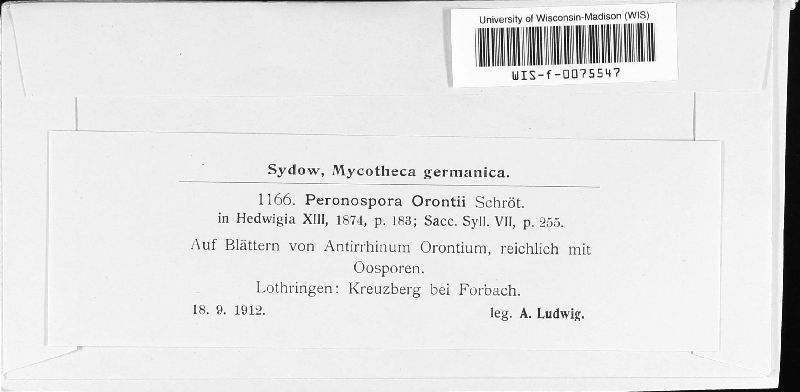 University of Wisconsin-Madison (WIS)
WIS-f-0075547
Sydow, Mycotheca germanica.
1166. Peronospora Orontii Schröt.
in Hedwigia XIII, 1874, p. 183; Sacc. Syll. VII, p. 255.
Auf Blättern von Antirrhinum Orontium, reichlich mit
Oosporen.
Lothringen: Kreuzberg bei Forbach.
18. 9. 1912. leg. A. Ludwig.